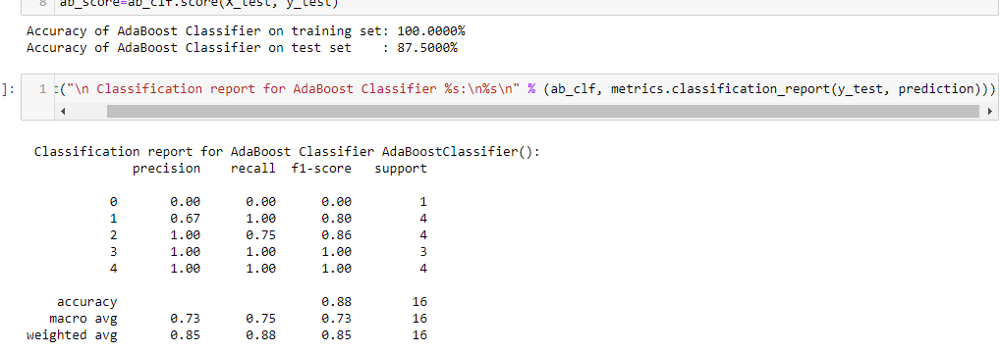 8 ab_score=ab_clf.score(X_test, y_test)
Accuracy of AdaBoost Classifier on training set: 100.0000%
Accuracy of AdaBoost Classifier on test set    : 87.5000%
]: 1 :("\n Classification report for AdaBoost Classifier %s:\n%s\n" % (ab_clf, metrics.classification_report(y_test, prediction)))
Classification report for AdaBoost Classifier AdaBoostClassifier():
precision    recall  f1-score   support
0       0.00      0.00      0.00         1
1       0.67      1.00      0.80         4
2       1.00      0.75      0.86         4
3       1.00      1.00      1.00         3
4       1.00      1.00      1.00         4
accuracy                           0.88        16
macro avg       0.73      0.75      0.73        16
weighted avg       0.85      0.88      0.85        16